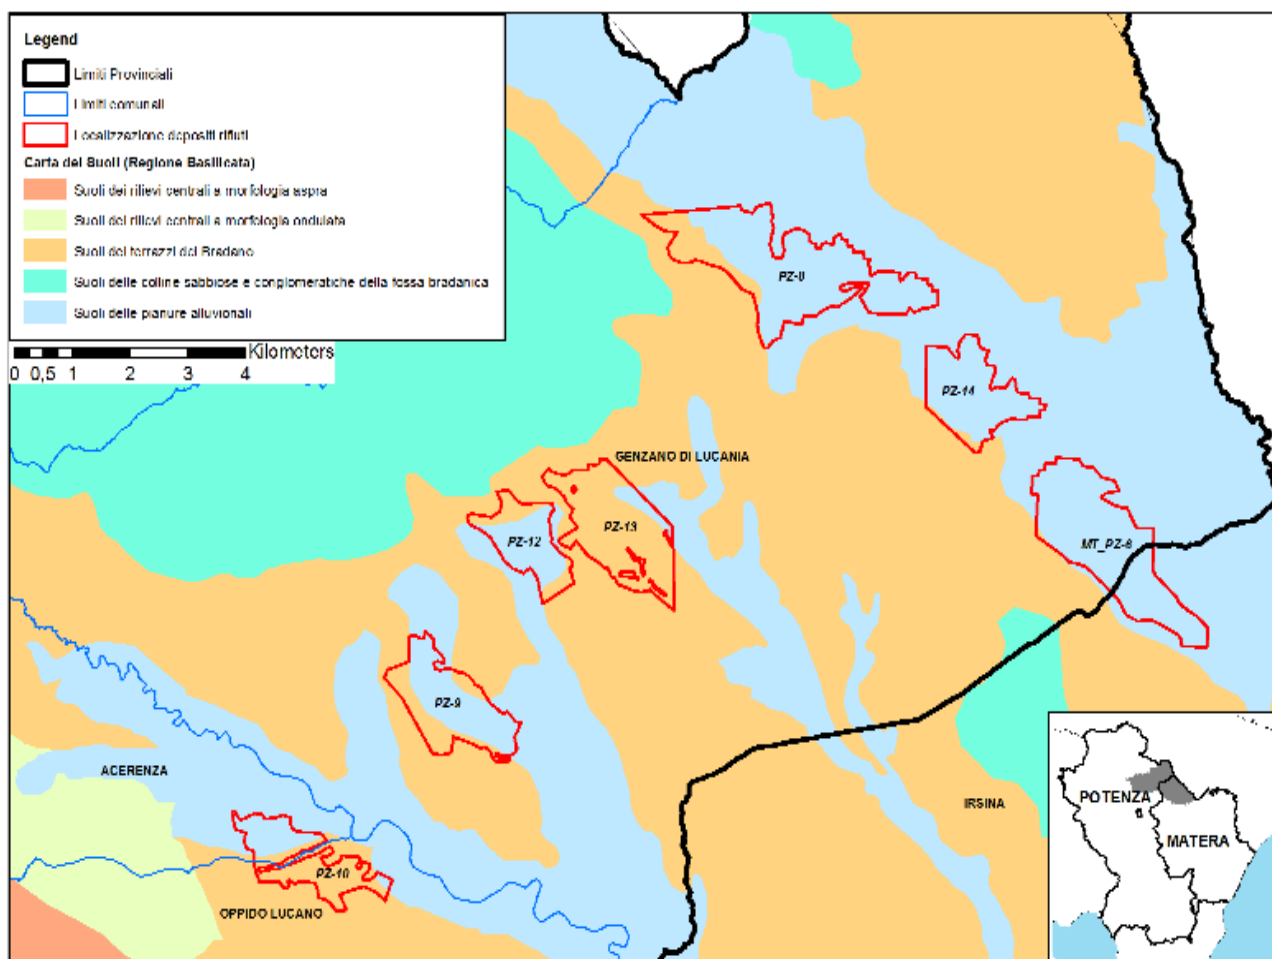 Legend
Limiti Provinciali
Limiti comunali
Localizzazione depositi rifiuti
Carta dei Suoli (Regione Basilicata)
Suoli dei rilievi centrali a morfologia aspra
Suoli dei rilievi centrali a morfologia ondulata
Suoli dei terrazzi del Bradano
Suoli delle colline sabbiose e conglomeratiche della fossa bradanica
Suoli delle pianure alluvionali
Kilometers
0 0,5 1 2 3 4
PZ-8
PZ-14
GENZANO DI LUCANIA
PZ-13
PZ-12
MT_PZ-6
PZ-9
ACERENZA
IRSINA
PZ-10
OPPIDO LUCANO
POTENZA
MATERA